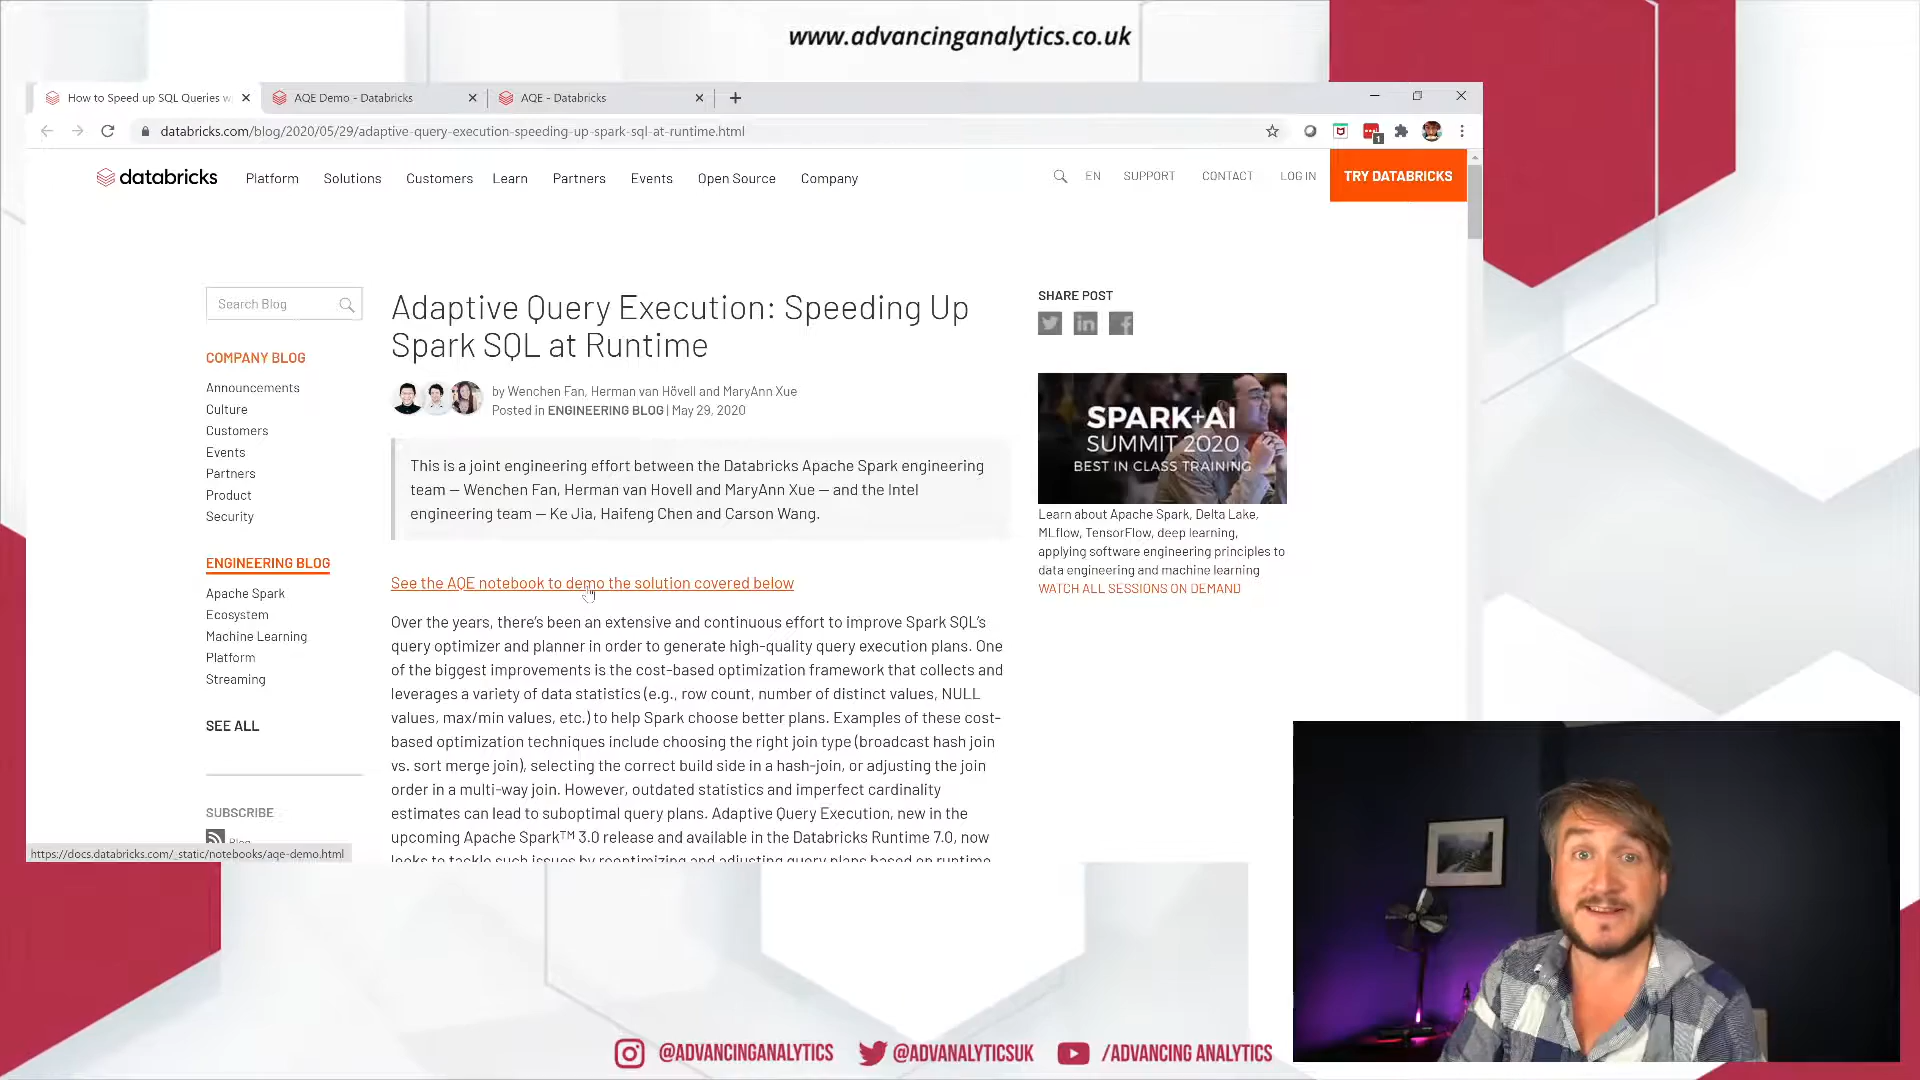 www.advancinganalytics.co.uk
How to Speed up SQL Queries w
AQE Demo - Databricks
AQE - Databricks
databricks.com/blog/2020/05/29/adaptive-query-execution-speeding-up-spark-sql-at-runtime.html
1
databricks
Platform
Solutions
Customers
Learn
Partners
Events
Open Source
Company
EN
SUPPORT
CONTACT
LOG IN
TRY DATABRICKS
Search Blog
COMPANY BLOG
Announcements
Culture
Customers
Events
Partners
Product
Security
ENGINEERING BLOG
Apache Spark
Ecosystem
Machine Learning
Platform
Streaming
SEE ALL
SUBSCRIBE
Blog
https://docs.databricks.com/_static/notebooks/aqe-demo.html
Adaptive Query Execution: Speeding Up
Spark SQL at Runtime
by Wenchen Fan, Herman van Hövell and MaryAnn Xue
Posted in ENGINEERING BLOG | May 29, 2020
This is a joint engineering effort between the Databricks Apache Spark engineering
team — Wenchen Fan, Herman van Hovell and MaryAnn Xue — and the Intel
engineering team — Ke Jia, Haifeng Chen and Carson Wang.
See the AQE notebook to demo the solution covered below
Over the years, there's been an extensive and continuous effort to improve Spark SQL's
query optimizer and planner in order to generate high-quality query execution plans. One
of the biggest improvements is the cost-based optimization framework that collects and
leverages a variety of data statistics (e.g., row count, number of distinct values, NULL
values, max/min values, etc.) to help Spark choose better plans. Examples of these cost-
based optimization techniques include choosing the right join type (broadcast hash join
vs. sort merge join), selecting the correct build side in a hash-join, or adjusting the join
order in a multi-way join. However, outdated statistics and imperfect cardinality
estimates can lead to suboptimal query plans. Adaptive Query Execution, new in the
upcoming Apache Spark™ 3.0 release and available in the Databricks Runtime 7.0, now
looks to tackle such issues by reoptimizing and adjusting query plans based on runtime
SHARE POST
SPARK+AI
SUMMIT 2020
BEST IN CLASS TRAINING
Learn about Apache Spark, Delta Lake,
MLflow, TensorFlow, deep learning,
applying software engineering principles to
data engineering and machine learning
WATCH ALL SESSIONS ON DEMAND
@ADVANCINGANALYTICS
@ADVANALYTICSUK
/ADVANCING ANALYTICS